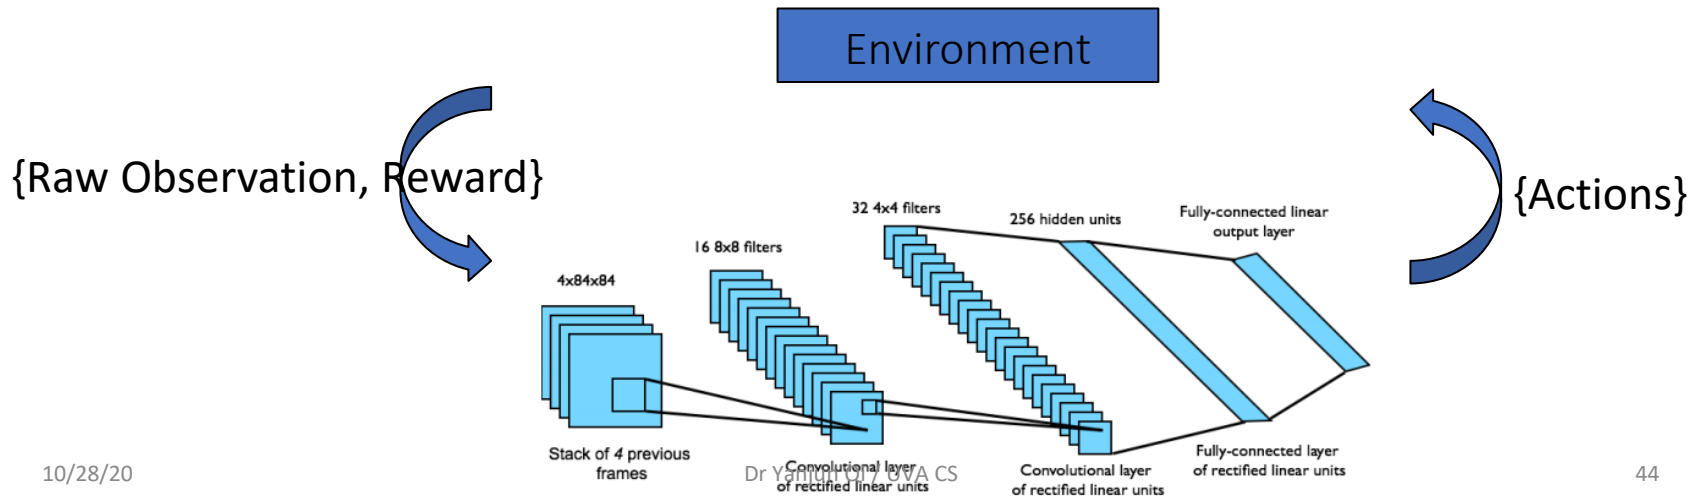 Environment
{Raw Observation, Reward}
{Actions}
4x84x84
16 8x8 filters
32 4x4 filters
256 hidden units
Fully-connected linear
output layer
Stack of 4 previous
frames
Convolutional layer
of rectified linear units
Convolutional layer
of rectified linear units
Fully-connected layer
of rectified linear units
10/28/20
Dr Yanjun Qi / UVA CS
44